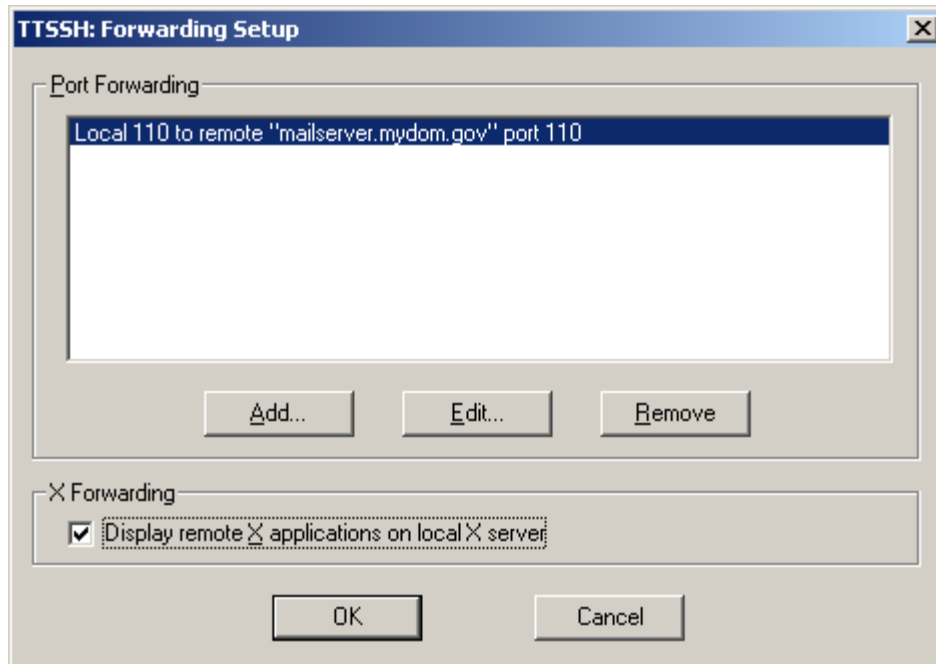 TTSSH: Forwarding Setup
Port Forwarding
Local 110 to remote "mailserver.mydom.gov" port 110
Add... Edit... Remove
X Forwarding
Display remote X applications on local X server
OK Cancel